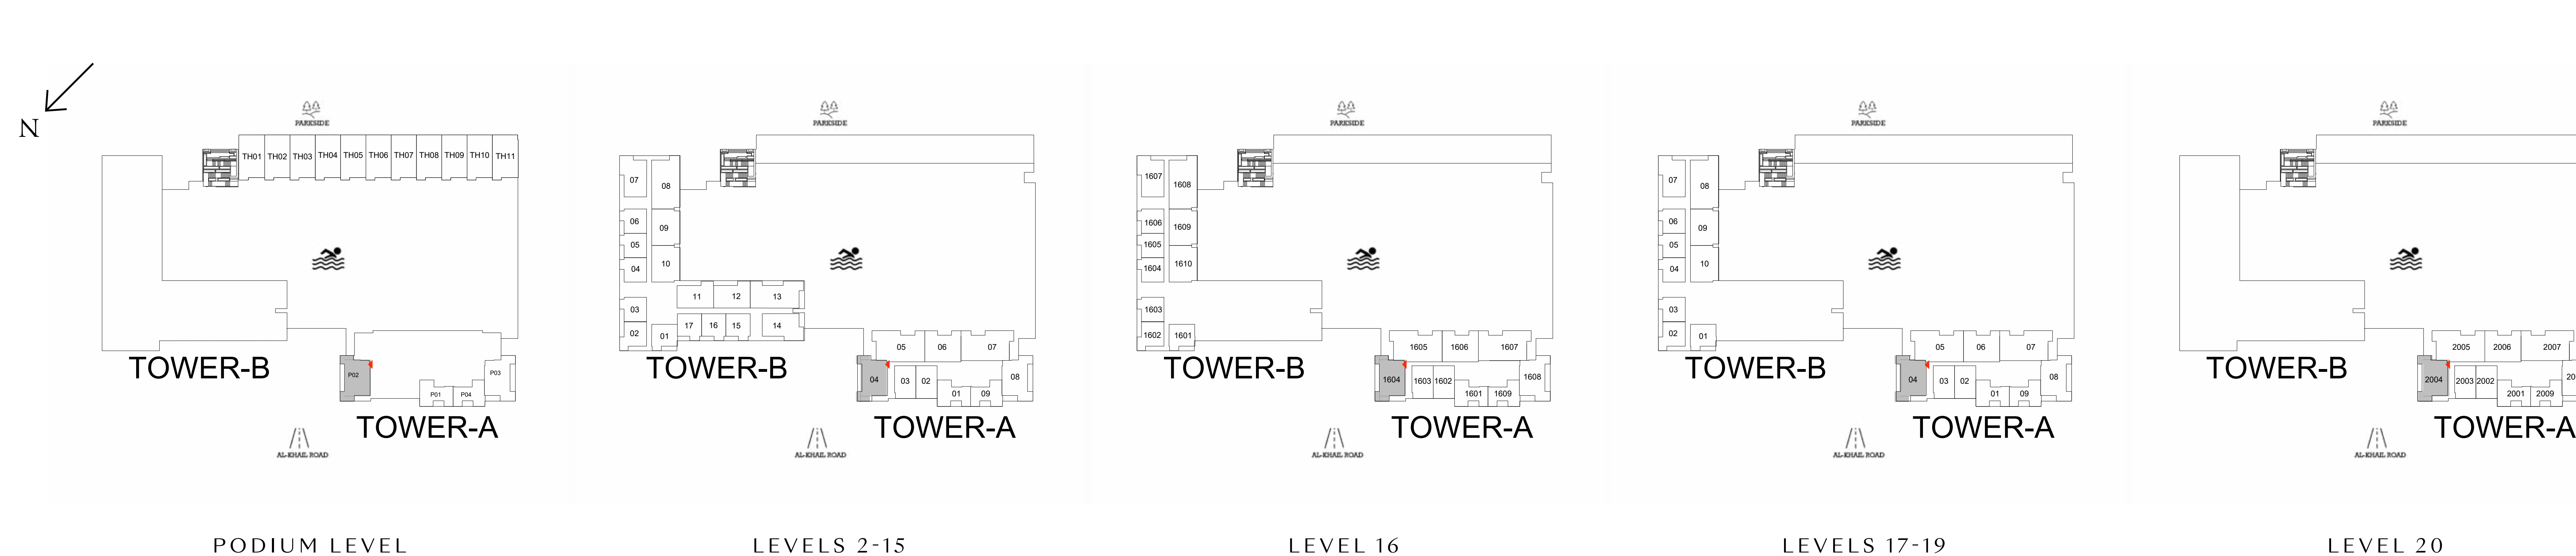 N
PARKSIDE
TH01 TH02 TH03 TH04 TH05 TH06 TH07 TH08 TH09 TH10 TH11
TOWER-B
P02
P03
P01 P04
TOWER-A
AL-KHAIL ROAD
PODIUM LEVEL
PARKSIDE
07 08
06 09
05
04 10
11 12 13
03
02 01 17 16 15 14
TOWER-B
05 06 07
04 03 02 08
01 09
TOWER-A
AL-KHAIL ROAD
LEVELS 2-15
PARKSIDE
1607 1608
1606 1609
1605
1604 1610
1603
1602 1601
TOWER-B
1605 1606 1607
1604 1603 1602 1608
1601 1609
TOWER-A
AL-KHAIL ROAD
LEVEL 16
PARKSIDE
07 08
06 09
05
04 10
03
02 01
TOWER-B
05 06 07
04 03 02 08
01 09
TOWER-A
AL-KHAIL ROAD
LEVELS 17-19
PARKSIDE
TOWER-B
2005 2006 2007
2004 2003 2002 20
2001 2009
TOWER-A
AL-KHAIL ROAD
LEVEL 20